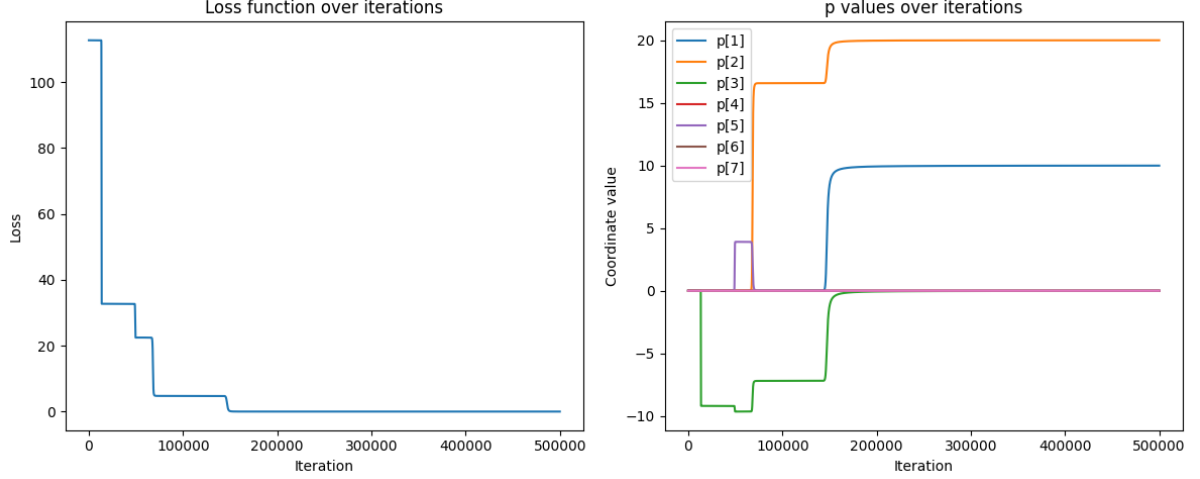 Loss function over iterations
100
80
60
40
20
0
Loss
0
100000
200000
300000
400000
500000
Iteration
p values over iterations
p[1]
p[2]
p[3]
p[4]
p[5]
p[6]
p[7]
20
15
10
5
0
−5
−10
Coordinate value
0
100000
200000
300000
400000
500000
Iteration